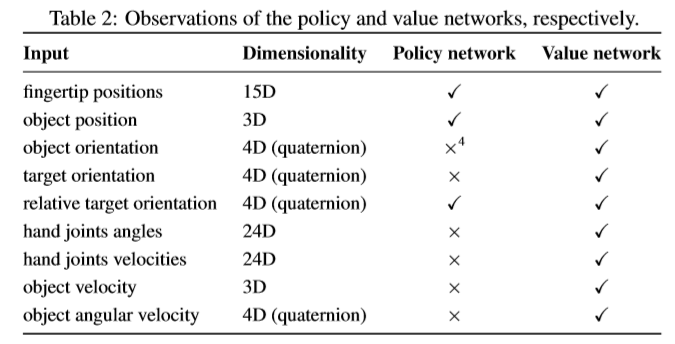 Table 2: Observations of the policy and value networks, respectively.
Input Dimensionality Policy network Value network
fingertip positions 15D ✓ ✓
object position 3D ✓ ✓
object orientation 4D (quaternion) ×⁴ ✓
target orientation 4D (quaternion) × ✓
relative target orientation 4D (quaternion) ✓ ✓
hand joints angles 24D × ✓
hand joints velocities 24D × ✓
object velocity 3D × ✓
object angular velocity 4D (quaternion) × ✓